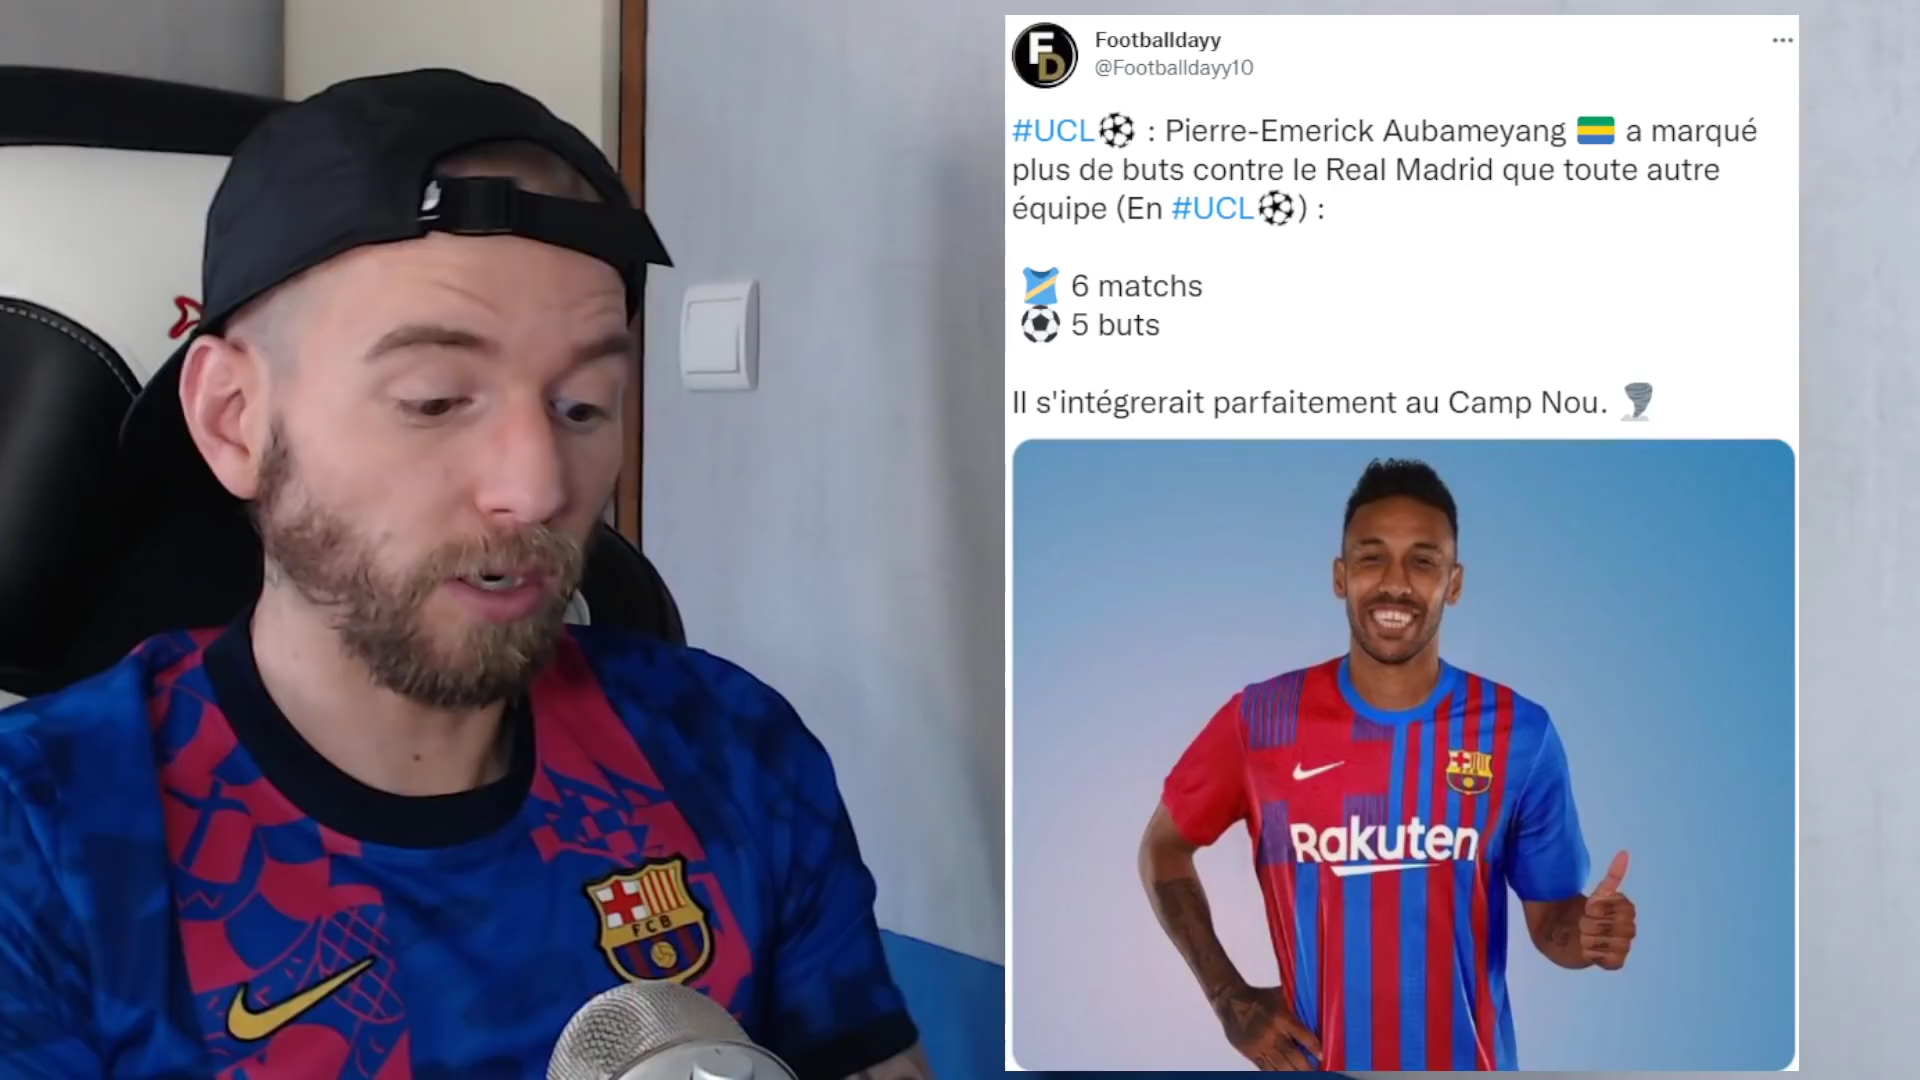 Footballdayy
@Footballdayy10
#UCL⚽ : Pierre-Emerick Aubameyang 🇬🇦 a marqué
plus de buts contre le Real Madrid que toute autre
équipe (En #UCL⚽) :
🎽 6 matchs
⚽ 5 buts
Il s'intégrerait parfaitement au Camp Nou. 🌪️
FD
Rakuten
FCB